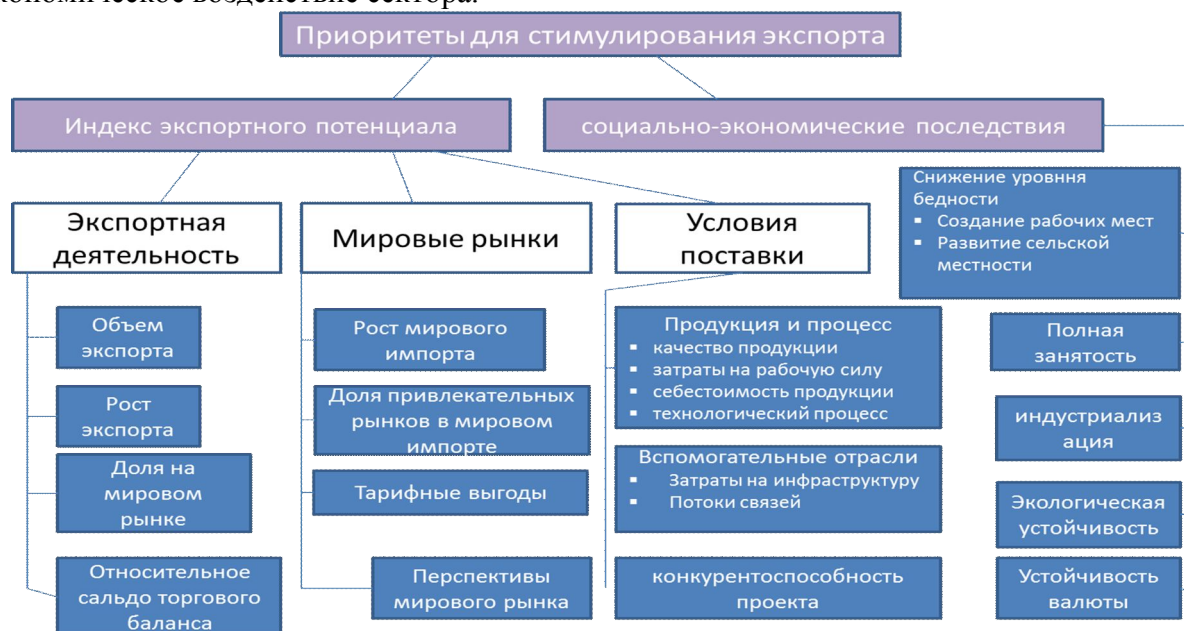 кономическое воздействие сектора.
Приоритеты для стимулирования экспорта
Индекс экспортного потенциала
социально-экономические последствия
Экспортная
деятельность
Объем
экспорта
Рост
экспорта
Доля на
мировом
рынке
Относительное
сальдо торгового
баланса
Мировые рынки
Рост мирового
импорта
Доля привлекательных
рынков в мировом
импорте
Тарифные выгоды
Перспективы
мирового рынка
Условия
поставки
Продукция и процесс
▪ качество продукции
▪ затраты на рабочую силу
▪ себестоимость продукции
▪ технологический процесс
Вспомогательные отрасли
▪ Затраты на инфраструктуру
▪ Потоки связей
конкурентоспособность
проекта
Снижение уровння
бедности
▪ Создание рабочих мест
▪ Развитие сельской
местности
Полная
занятость
индустриализ
ация
Экологическая
устойчивость
Устойчивость
валюты